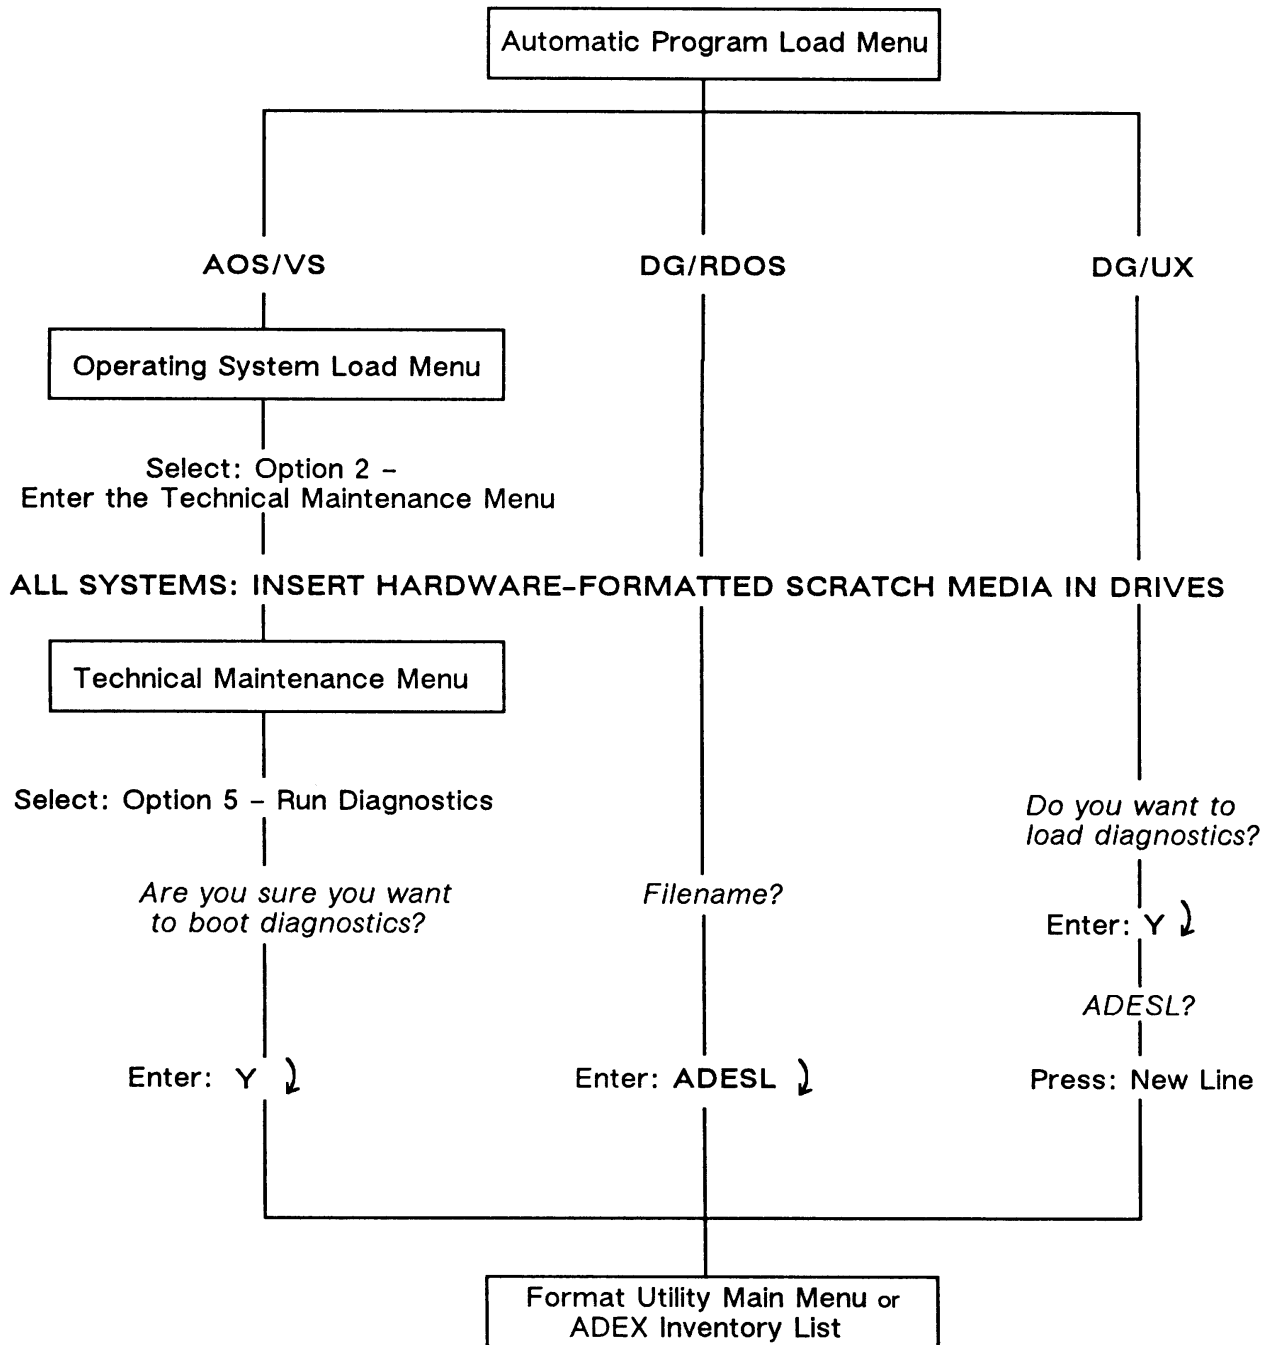 Automatic Program Load Menu
AOS/VS
DG/RDOS
DG/UX
Operating System Load Menu
Select: Option 2 –
Enter the Technical Maintenance Menu
ALL SYSTEMS: INSERT HARDWARE–FORMATTED SCRATCH MEDIA IN DRIVES
Technical Maintenance Menu
Select: Option 5 – Run Diagnostics
Do you want to
load diagnostics?
Are you sure you want
to boot diagnostics?
Filename?
Enter: Y
ADESL?
Enter: Y
Enter: ADESL
Press: New Line
Format Utility Main Menu or
ADEX Inventory List